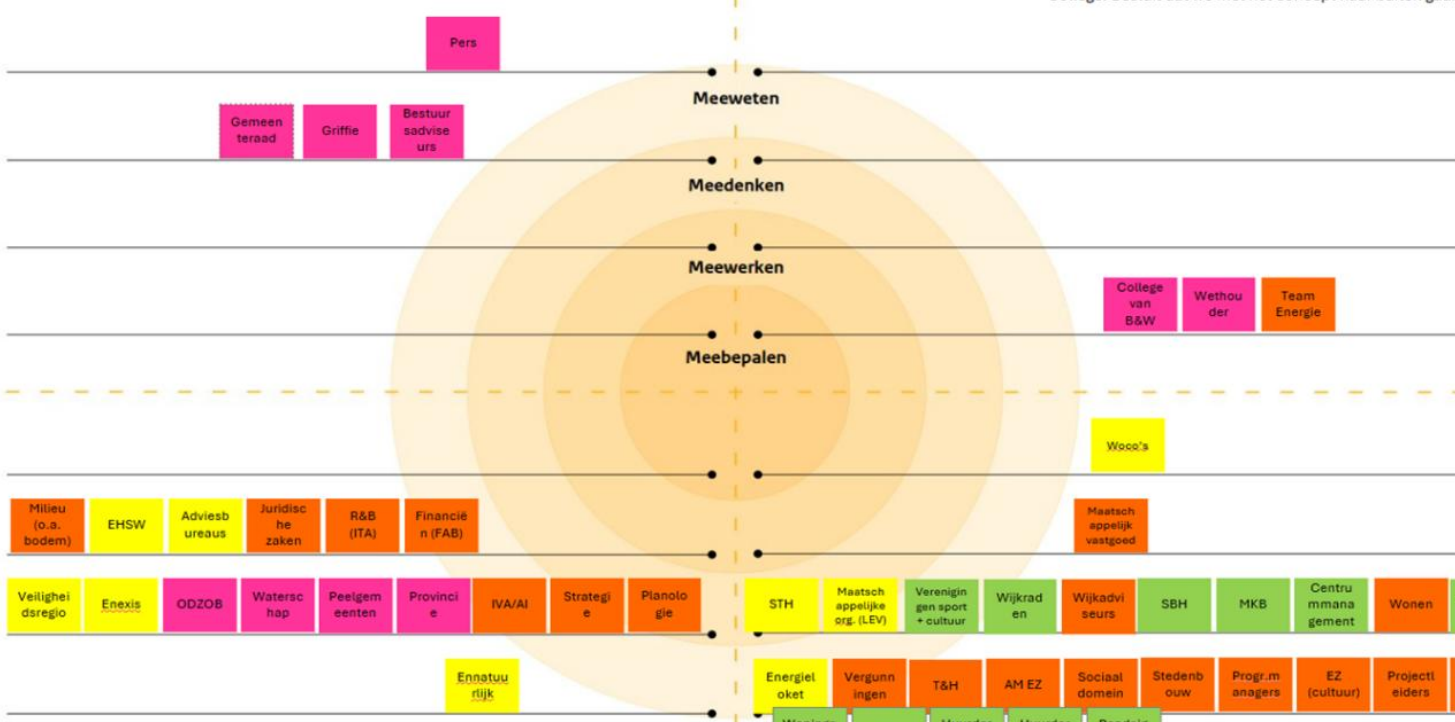 Pers
Meeweten
Gemeen
teraad
Griffie
Bestuur
sadvise
urs
Meedenken
Meewerken
College
van
B&W
Wethou
der
Team
Energie
Meebepalen
Woco's
Milieu
(o.a.
bodem)
EHSW
Adviesb
ureaus
Juridisc
he
zaken
R&B
(ITA)
Financië
n (FAB)
Maatsch
appelijk
vastgoed
Veilighei
dsregio
Enexis
ODZOB
Watersc
hap
Peelgem
eenten
Provinci
e
IVA/AI
Strategi
e
Planolo
gie
STH
Maatsch
appelijke
org. (LEV)
Verenigin
gen sport
+ cultuur
Wijkrad
en
Wijkadvi
seurs
SBH
MKB
Centru
mmana
gement
Wonen
Ennatuu
rlijk
Energiel
oket
Vergunn
ingen
T&H
AM EZ
Sociaal
domein
Stedenb
ouw
Progr.m
anagers
EZ
(cultuur)
Projectl
eiders